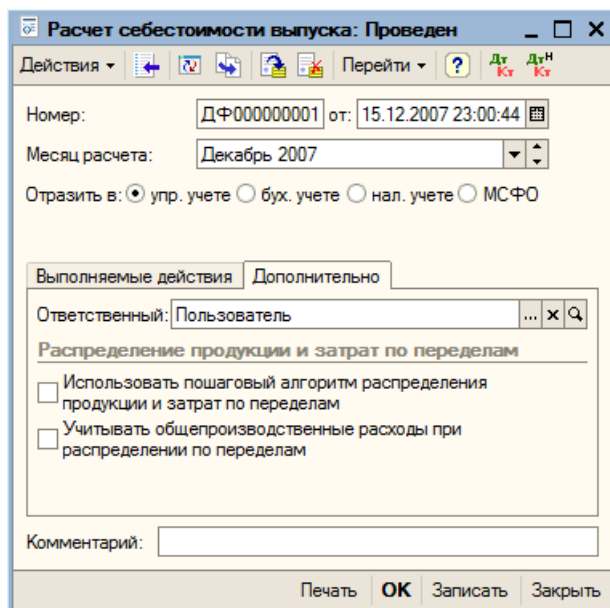 Расчет себестоимости выпуска: Проведен
Действия Перейти ? Дт Кт ДтН Кт
Номер: ДФ000000001 от: 15.12.2007 23:00:44
Месяц расчета: Декабрь 2007
Отразить в: упр. учете бух. учете нал. учете МСФО
Выполняемые действия Дополнительно
Ответственный: Пользователь ... x
Распределение продукции и затрат по переделам
Использовать пошаговый алгоритм распределения
продукции и затрат по переделам
Учитывать общепроизводственные расходы при
распределении по переделам
Комментарий:
Печать OK Записать Закрыть